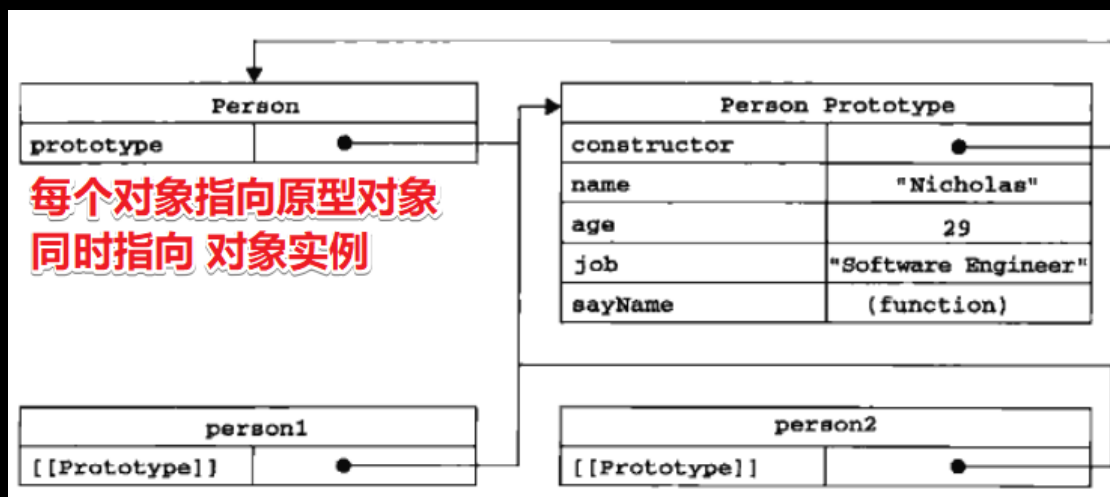 Person
prototype
每个对象指向原型对象
同时指向 对象实例
Person Prototype
constructor
name "Nicholas"
age 29
job "Software Engineer"
sayName (function)
person1
[[Prototype]]
person2
[[Prototype]]